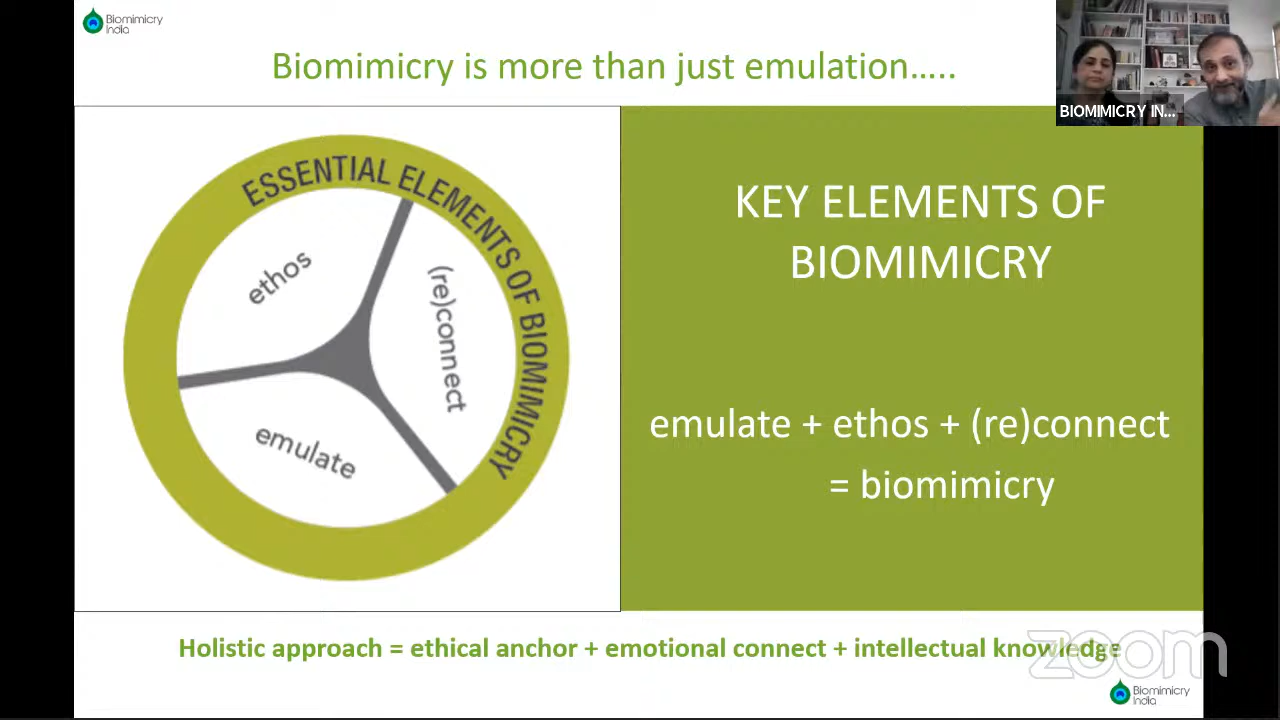 Biomimicry
India
Biomimicry is more than just emulation…..
BIOMIMICRY IN...
ESSENTIAL ELEMENTS OF BIOMIMICRY
ethos
(re)connect
emulate
KEY ELEMENTS OF
BIOMIMICRY
emulate + ethos + (re)connect
= biomimicry
Holistic approach = ethical anchor + emotional connect + intellectual knowledge
zoom
Biomimicry
India